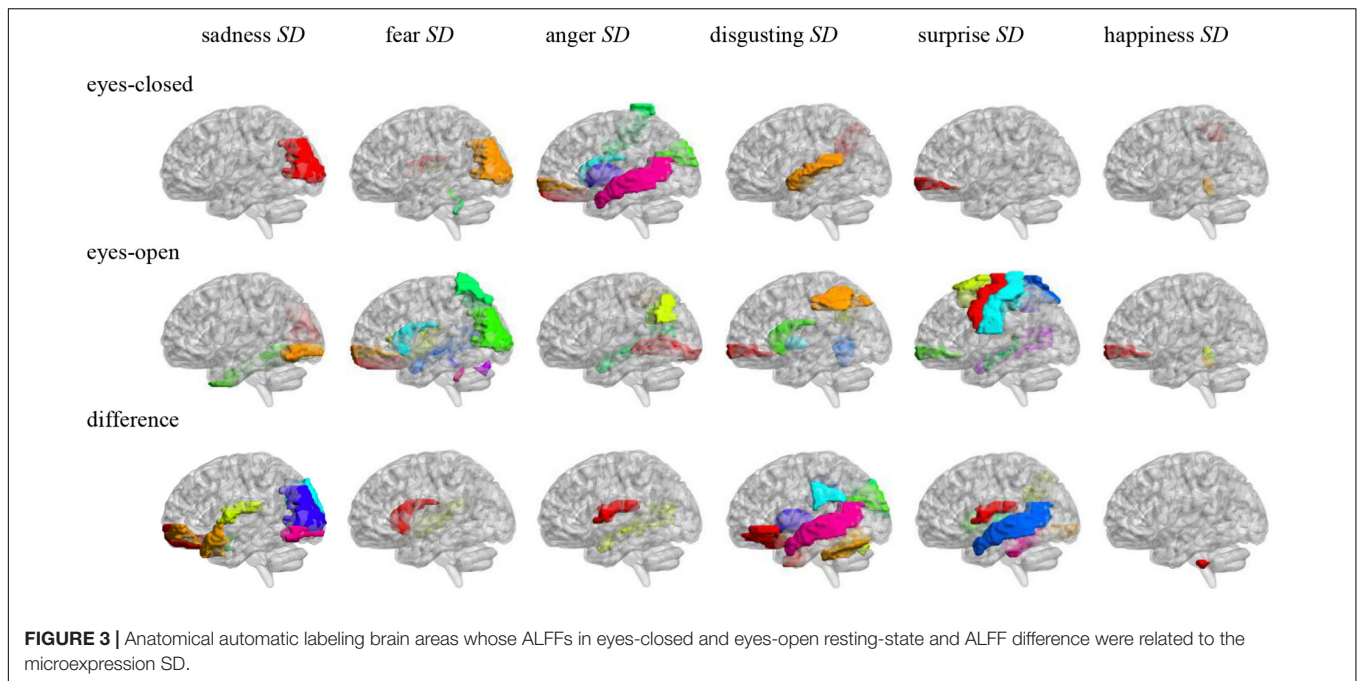 sadness SD fear SD anger SD disgusting SD surprise SD happiness SD
eyes-closed
eyes-open
difference
FIGURE 3 | Anatomical automatic labeling brain areas whose ALFFs in eyes-closed and eyes-open resting-state and ALFF difference were related to the
microexpression SD.